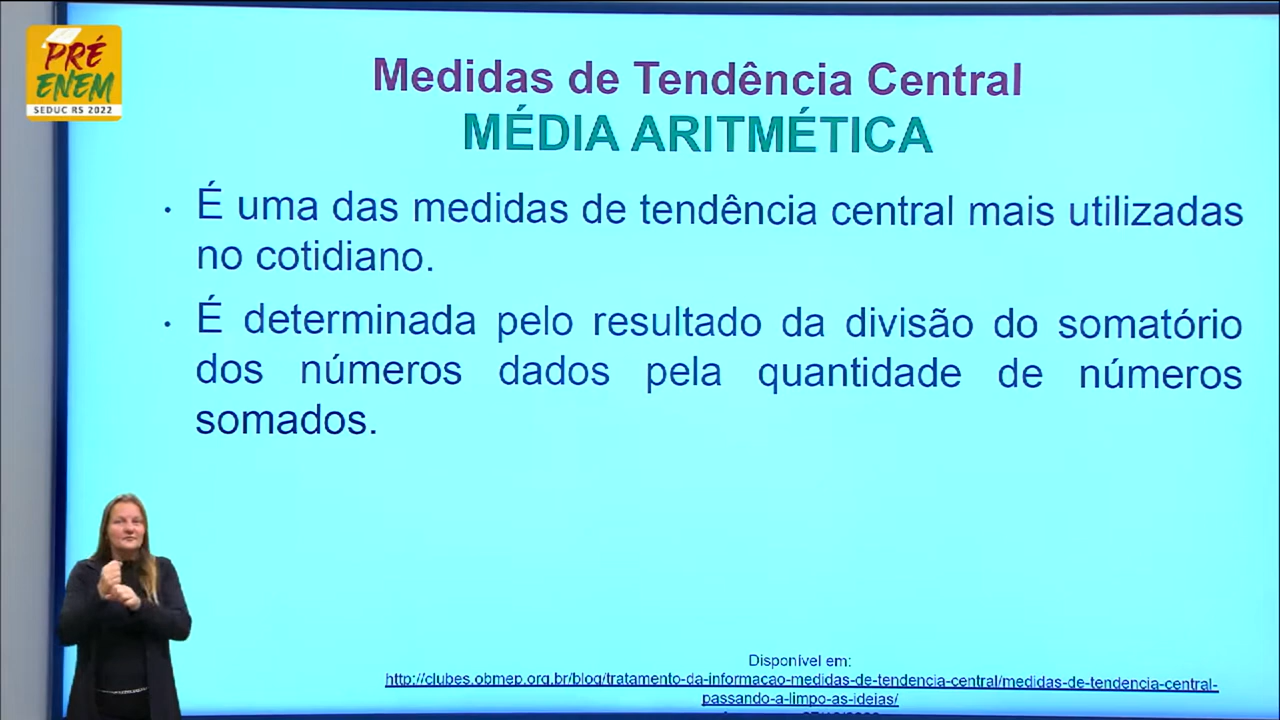 PRÉ
ENEM
SEDUC RS 2022
Medidas de Tendência Central
MÉDIA ARITMÉTICA
• É uma das medidas de tendência central mais utilizadas
no cotidiano.
• É determinada pelo resultado da divisão do somatório
dos números dados pela quantidade de números
somados.
Disponível em:
http://clubes.obmep.org.br/blog/tratamento-da-informacao-medidas-de-tendencia-central/medidas-de-tendencia-central-
passando-a-limpo-as-ideias/